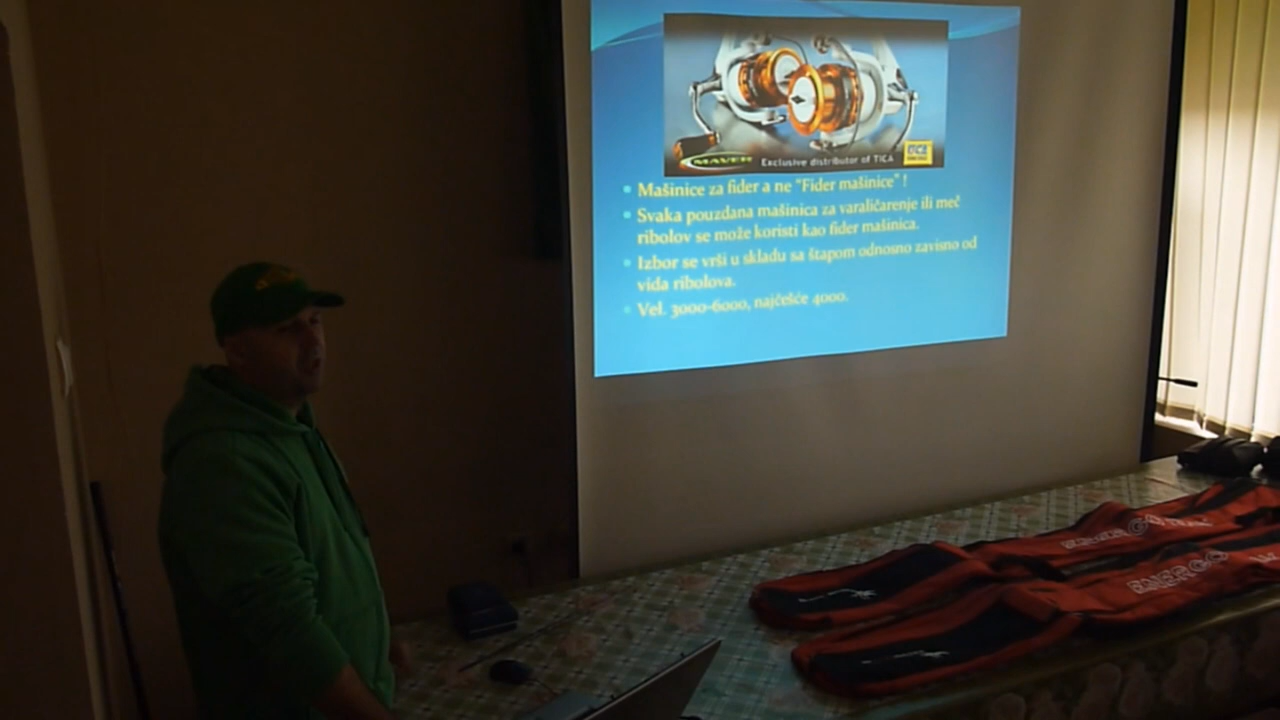 MAVER Exclusive distributor of TICA TICA
Mašinice za fider a ne “Fider mašinice” !
Svaka pouzdana mašinica za varaličarenje ili meč
ribolov se može koristi kao fider mašinica.
Izbor se vrši u skladu sa štapom odnosno zavisno od
vida ribolova.
Vel. 3000-6000, najčešće 4000.